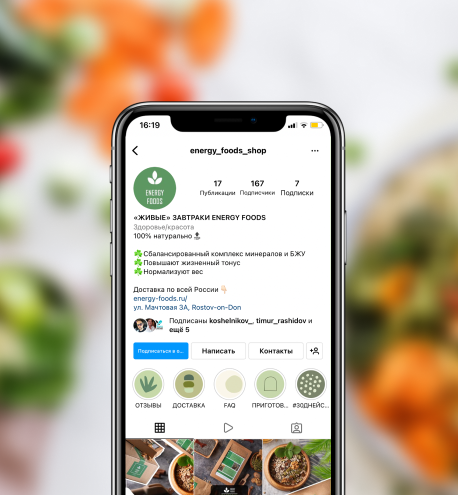 16:19
energy_foods_shop
ENERGY
FOODS
17 167 7
Публикации Подписчики Подписки
«ЖИВЫЕ» ЗАВТРАКИ ENERGY FOODS
Здоровье/красота
100% натурально
Сбалансированный комплекс минералов и БЖУ
Повышают жизненный тонус
Нормализуют вес
Доставка по всей России
energy-foods.ru/
ул. Мачтовая 3А, Rostov-on-Don
Подписаны koshelnikov_, timur_rashidov и
ещё 5
Подписаться в о... Написать Контакты
ОТЗЫВЫ ДОСТАВКА FAQ ПРИГОТОВ... #ЗОДНЕЙС...